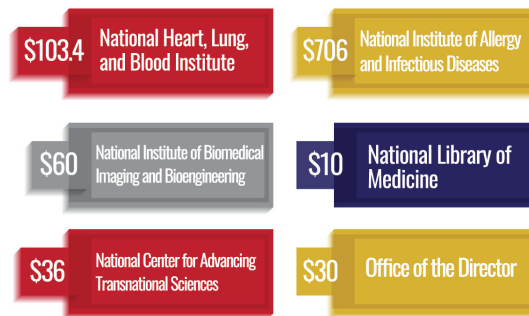 $103.4
National Heart, Lung,
and Blood Institute
$706
National Institute of Allergy
and Infectious Diseases
$60
National Institute of Biomedical
Imaging and Bioengineering
$10
National Library of
Medicine
$36
National Center for Advancing
Transnational Sciences
$30
Office of the Director